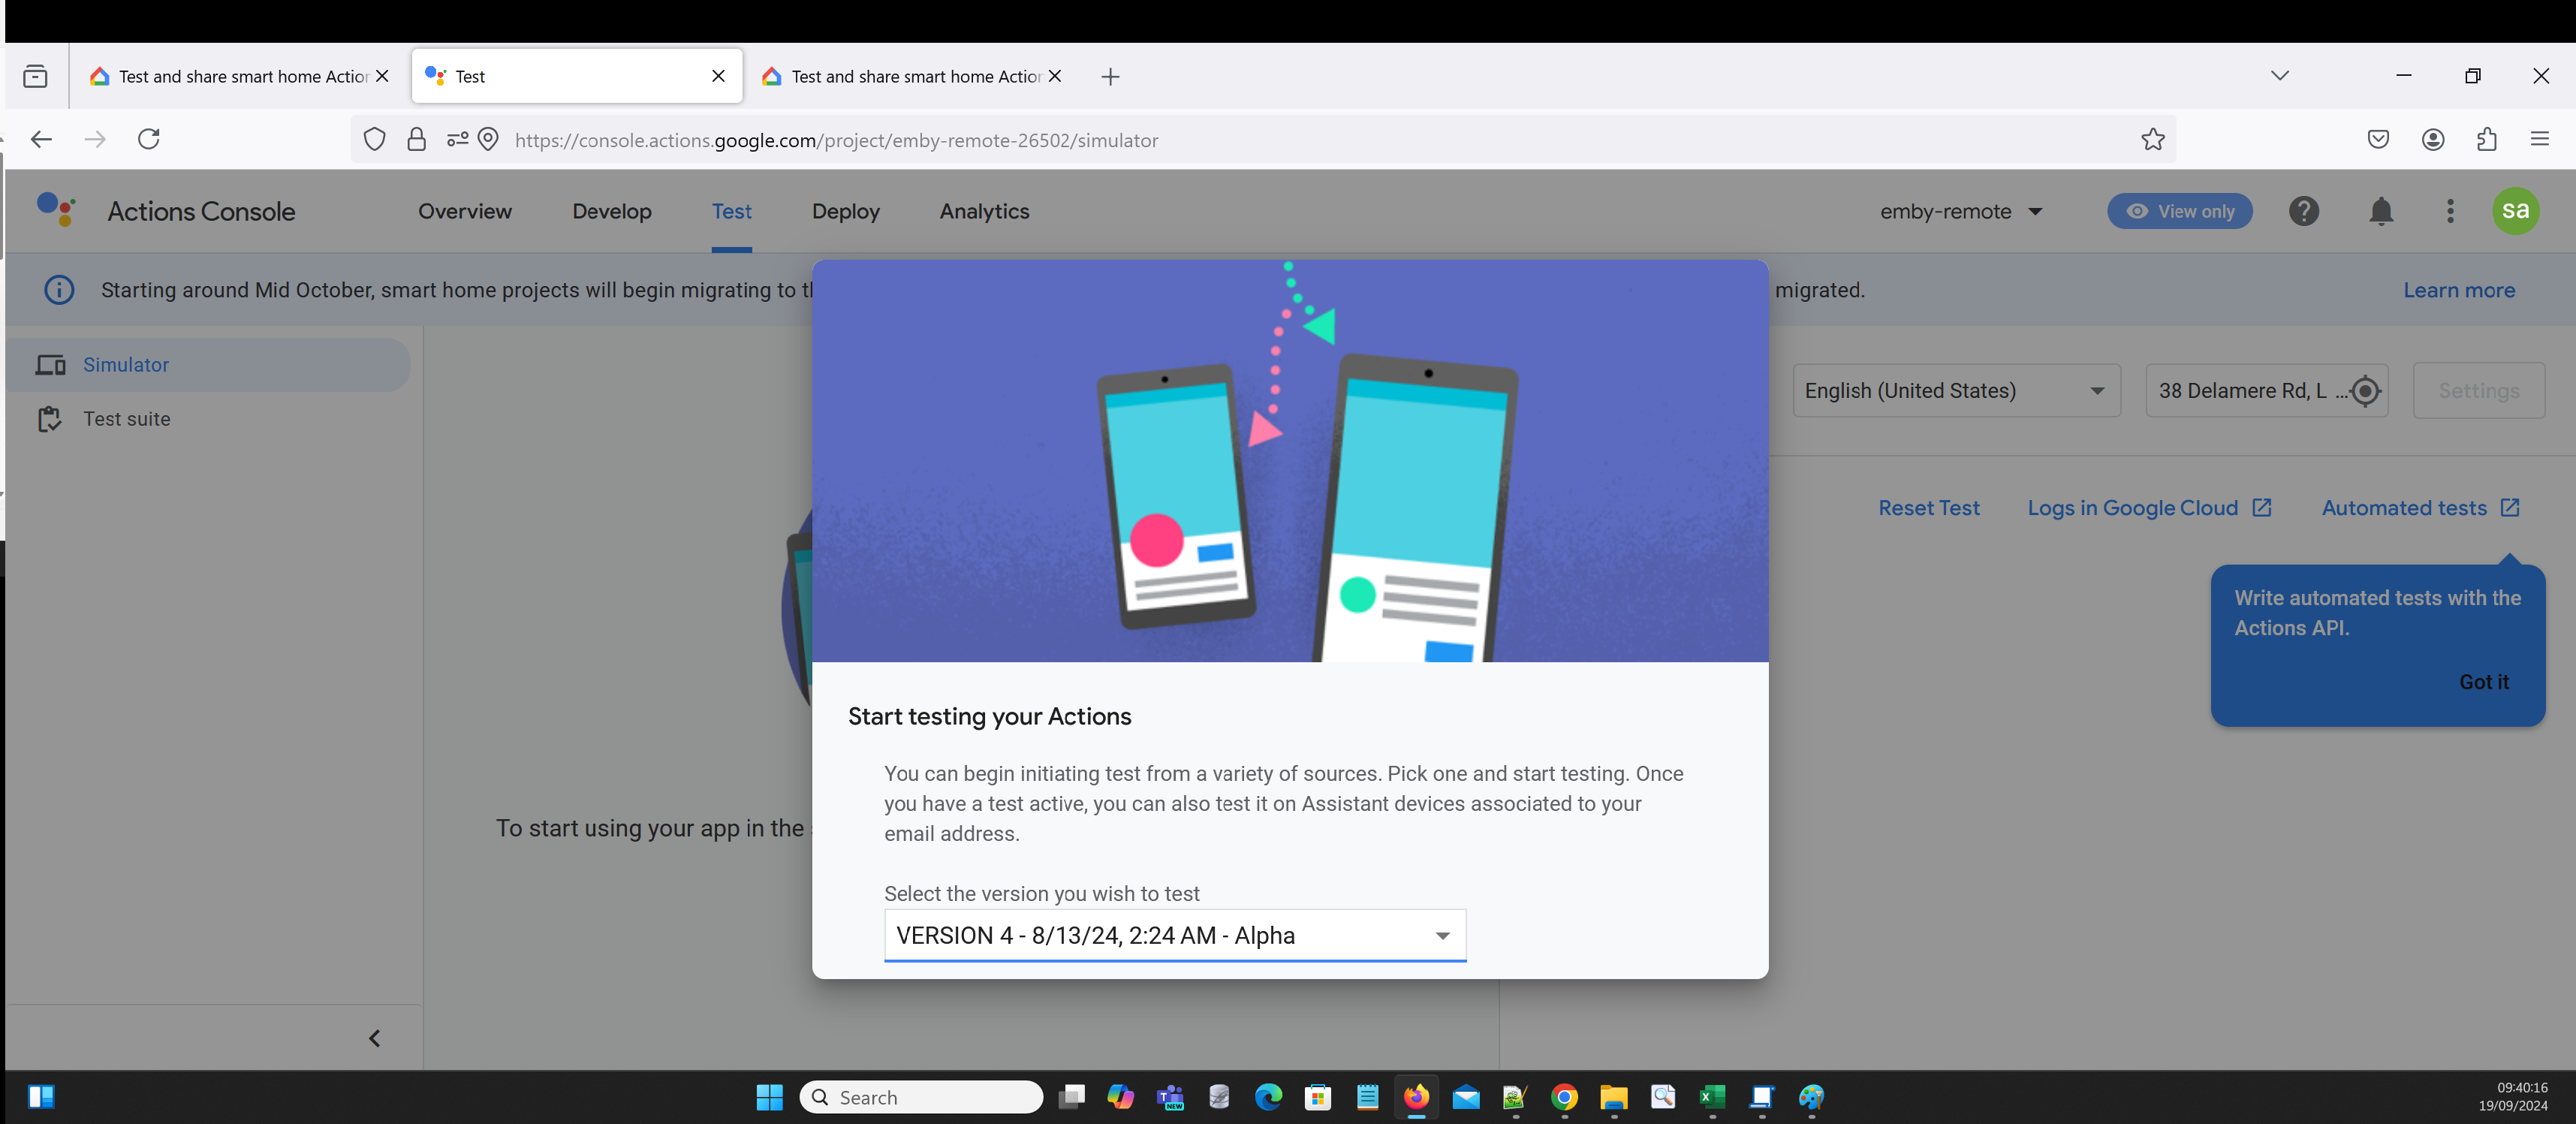 Test and share smart home Action
Test
Test and share smart home Action
https://console.actions.google.com/project/emby-remote-26502/simulator
Actions Console
Overview
Develop
Test
Deploy
Analytics
emby-remote
View only
sa
Starting around Mid October, smart home projects will begin migrating to th
migrated.
Learn more
Simulator
Test suite
English (United States)
38 Delamere Rd, L ...
Settings
Reset Test
Logs in Google Cloud
Automated tests
Write automated tests with the
Actions API.
Got it
To start using your app in the
Start testing your Actions
You can begin initiating test from a variety of sources. Pick one and start testing. Once
you have a test active, you can also test it on Assistant devices associated to your
email address.
Select the version you wish to test
VERSION 4 - 8/13/24, 2:24 AM - Alpha
Search
NEW
09:40:16
19/09/2024